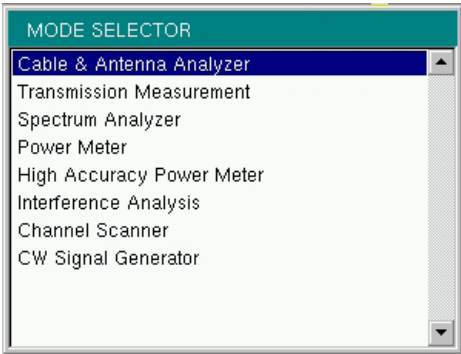 MODE SELECTOR
Cable & Antenna Analyzer
Transmission Measurement
Spectrum Analyzer
Power Meter
High Accuracy Power Meter
Interference Analysis
Channel Scanner
CW Signal Generator